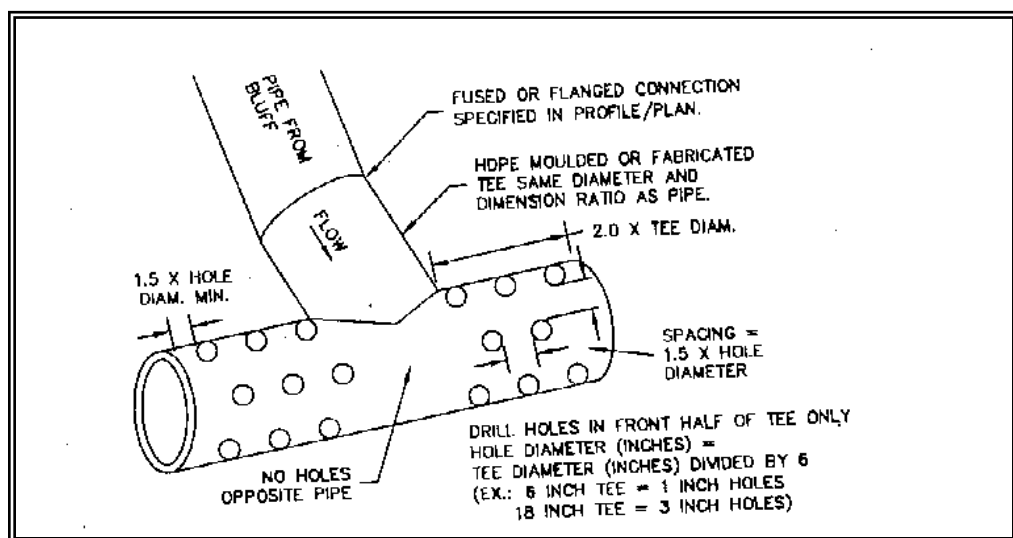 PIPE FROM
BLUFF
FUSED OR FLANGED CONNECTION
SPECIFIED IN PROFILE/PLAN.
HDPE MOULDED OR FABRICATED
TEE SAME DIAMETER AND
DIMENSION RATIO AS PIPE.
FLOW
2.0 X TEE DIAM.
1.5 X HOLE
DIAM. MIN.
SPACING =
1.5 X HOLE
DIAMETER
NO HOLES
OPPOSITE PIPE
DRILL HOLES IN FRONT HALF OF TEE ONLY
HOLE DIAMETER (INCHES) =
TEE DIAMETER (INCHES) DIVIDED BY 6
(EX.: 6 INCH TEE = 1 INCH HOLES
18 INCH TEE = 3 INCH HOLES)